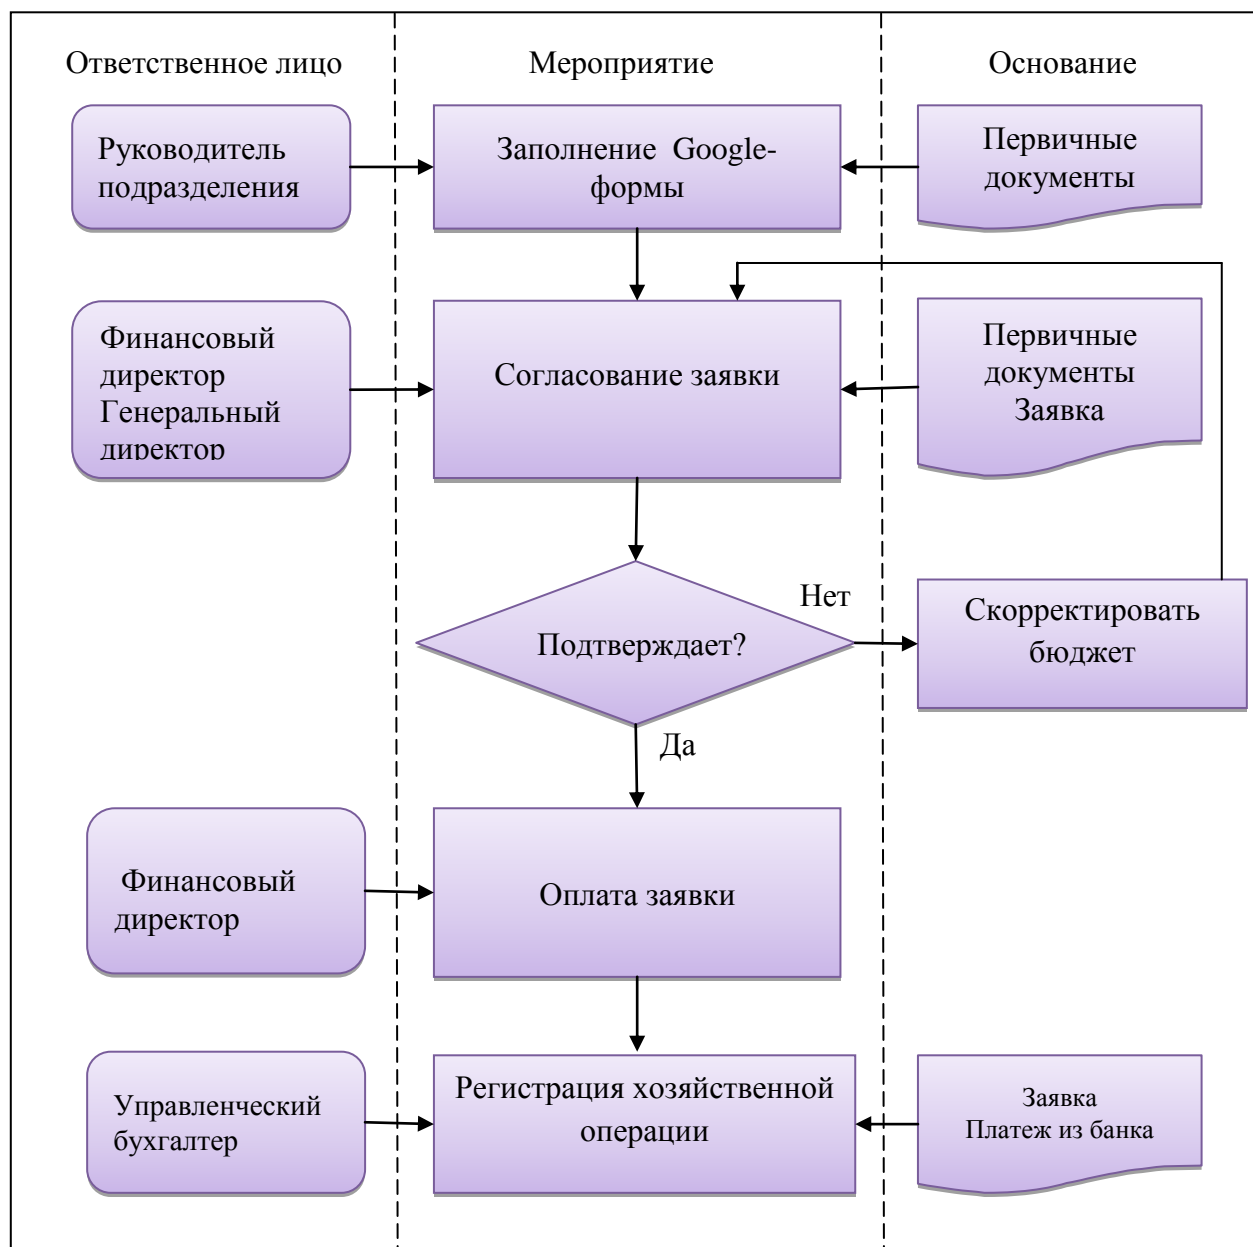 Ответственное лицо
Мероприятие
Основание
Руководитель
подразделения
Заполнение Google-
формы
Первичные
документы
Финансовый
директор
Генеральный
директор
Согласование заявки
Первичные
документы
Заявка
Подтверждает?
Нет
Скорректировать
бюджет
Да
Финансовый
директор
Оплата заявки
Управленческий
бухгалтер
Регистрация хозяйственной
операции
Заявка
Платеж из банка